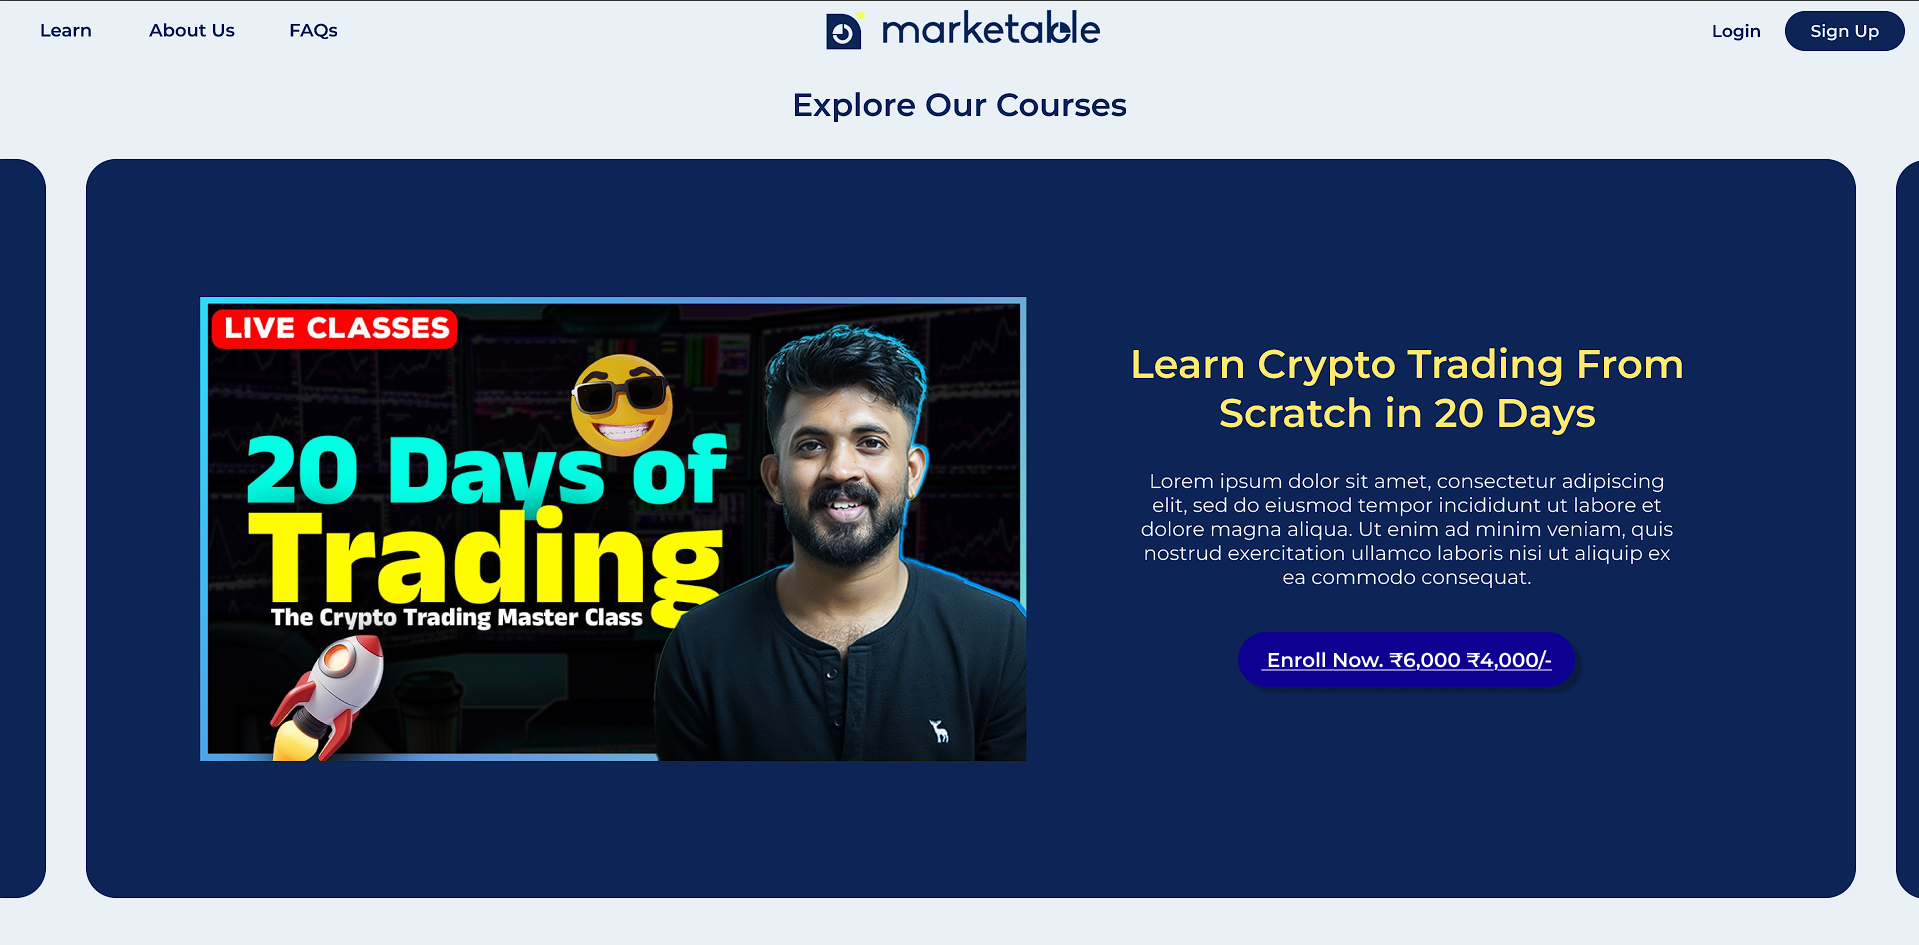 Learn About Us FAQs marketable Login Sign Up
Explore Our Courses
LIVE CLASSES
20 Days of
Trading
The Crypto Trading Master Class
Learn Crypto Trading From
Scratch in 20 Days
Lorem ipsum dolor sit amet, consectetur adipiscing
elit, sed do eiusmod tempor incididunt ut labore et
dolore magna aliqua. Ut enim ad minim veniam, quis
nostrud exercitation ullamco laboris nisi ut aliquip ex
ea commodo consequat.
Enroll Now. ₹6,000 ₹4,000/-